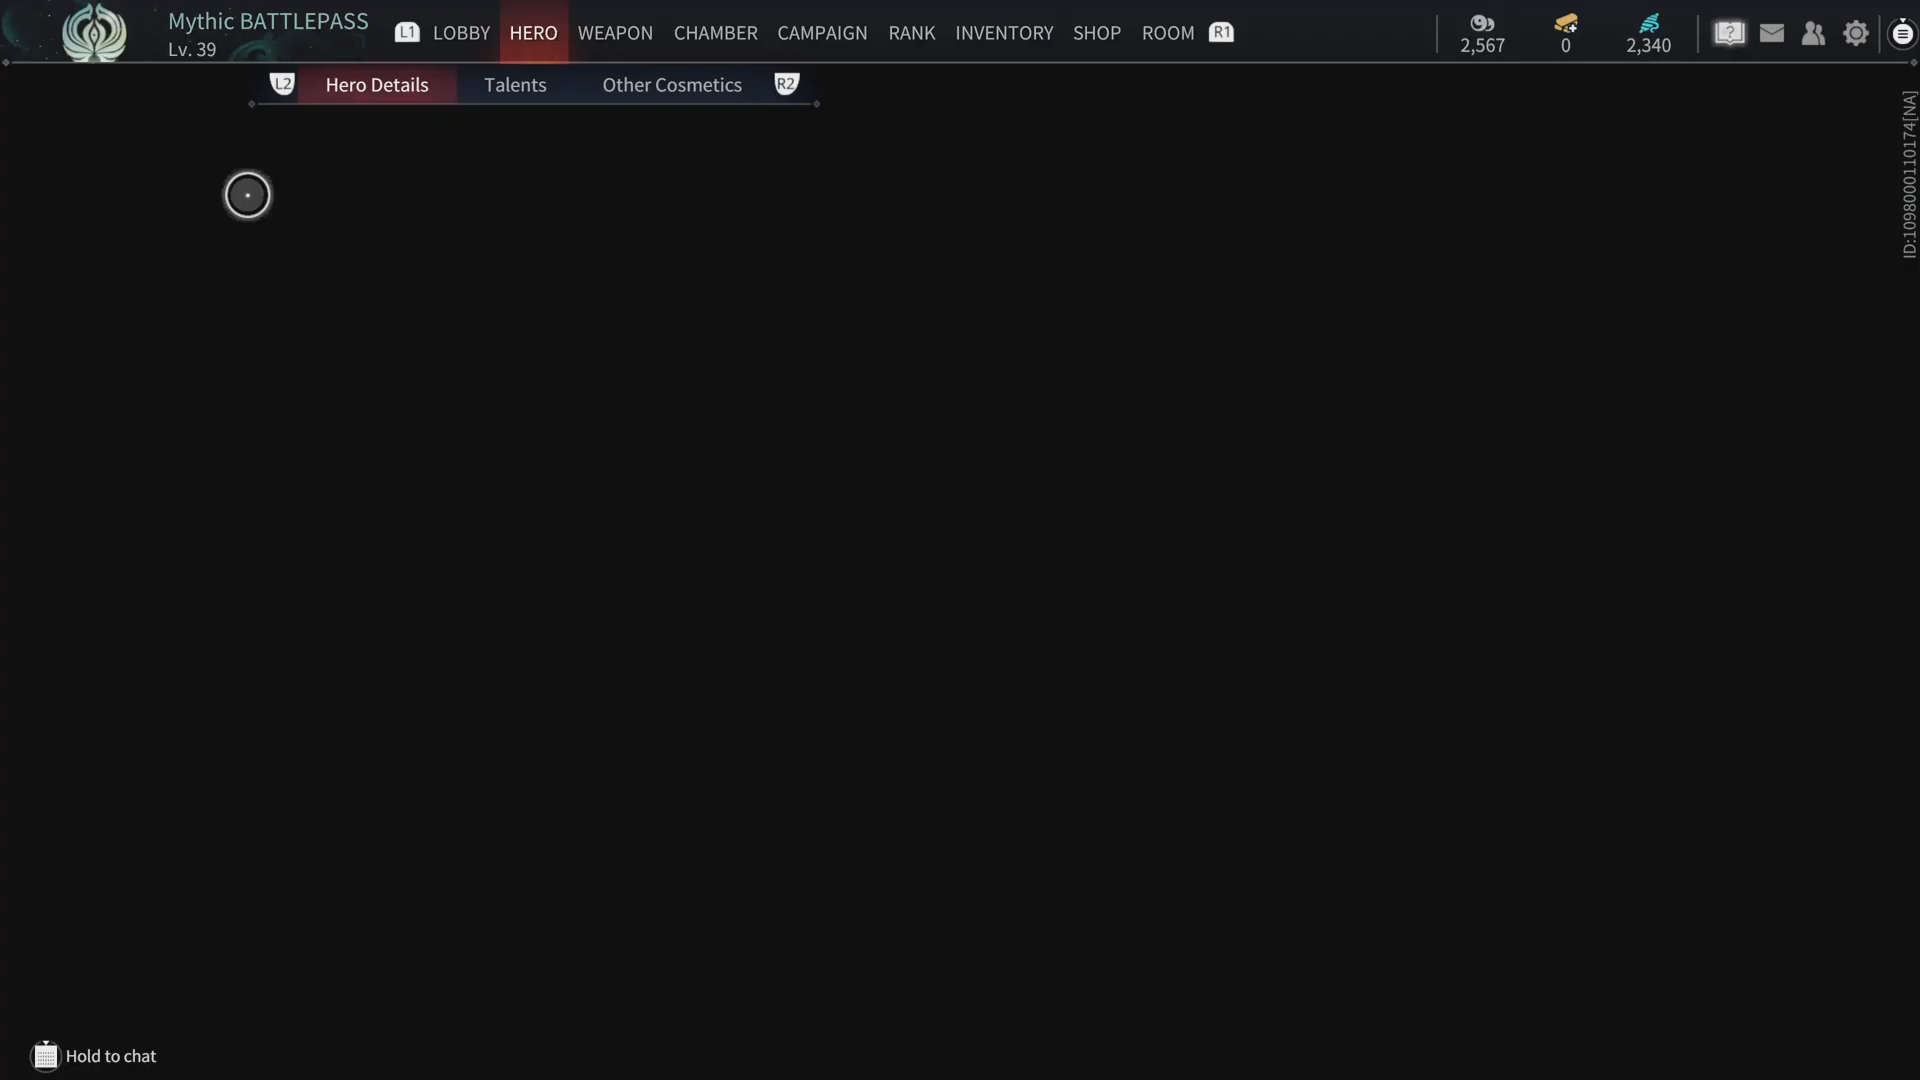 Mythic BATTLEPASS
Lv. 39
L1 LOBBY HERO WEAPON CHAMBER CAMPAIGN RANK INVENTORY SHOP ROOM R1
2,567 0 2,340
?
L2 Hero Details Talents Other Cosmetics R2
ID:1098000110174[NA]
Hold to chat